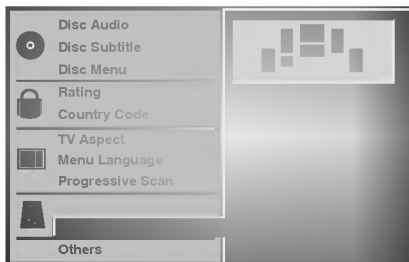 Disc Audio
Disc Subtitle
Disc Menu
Rating
Country Code
TV Aspect
Menu Language
Progressive Scan
Others